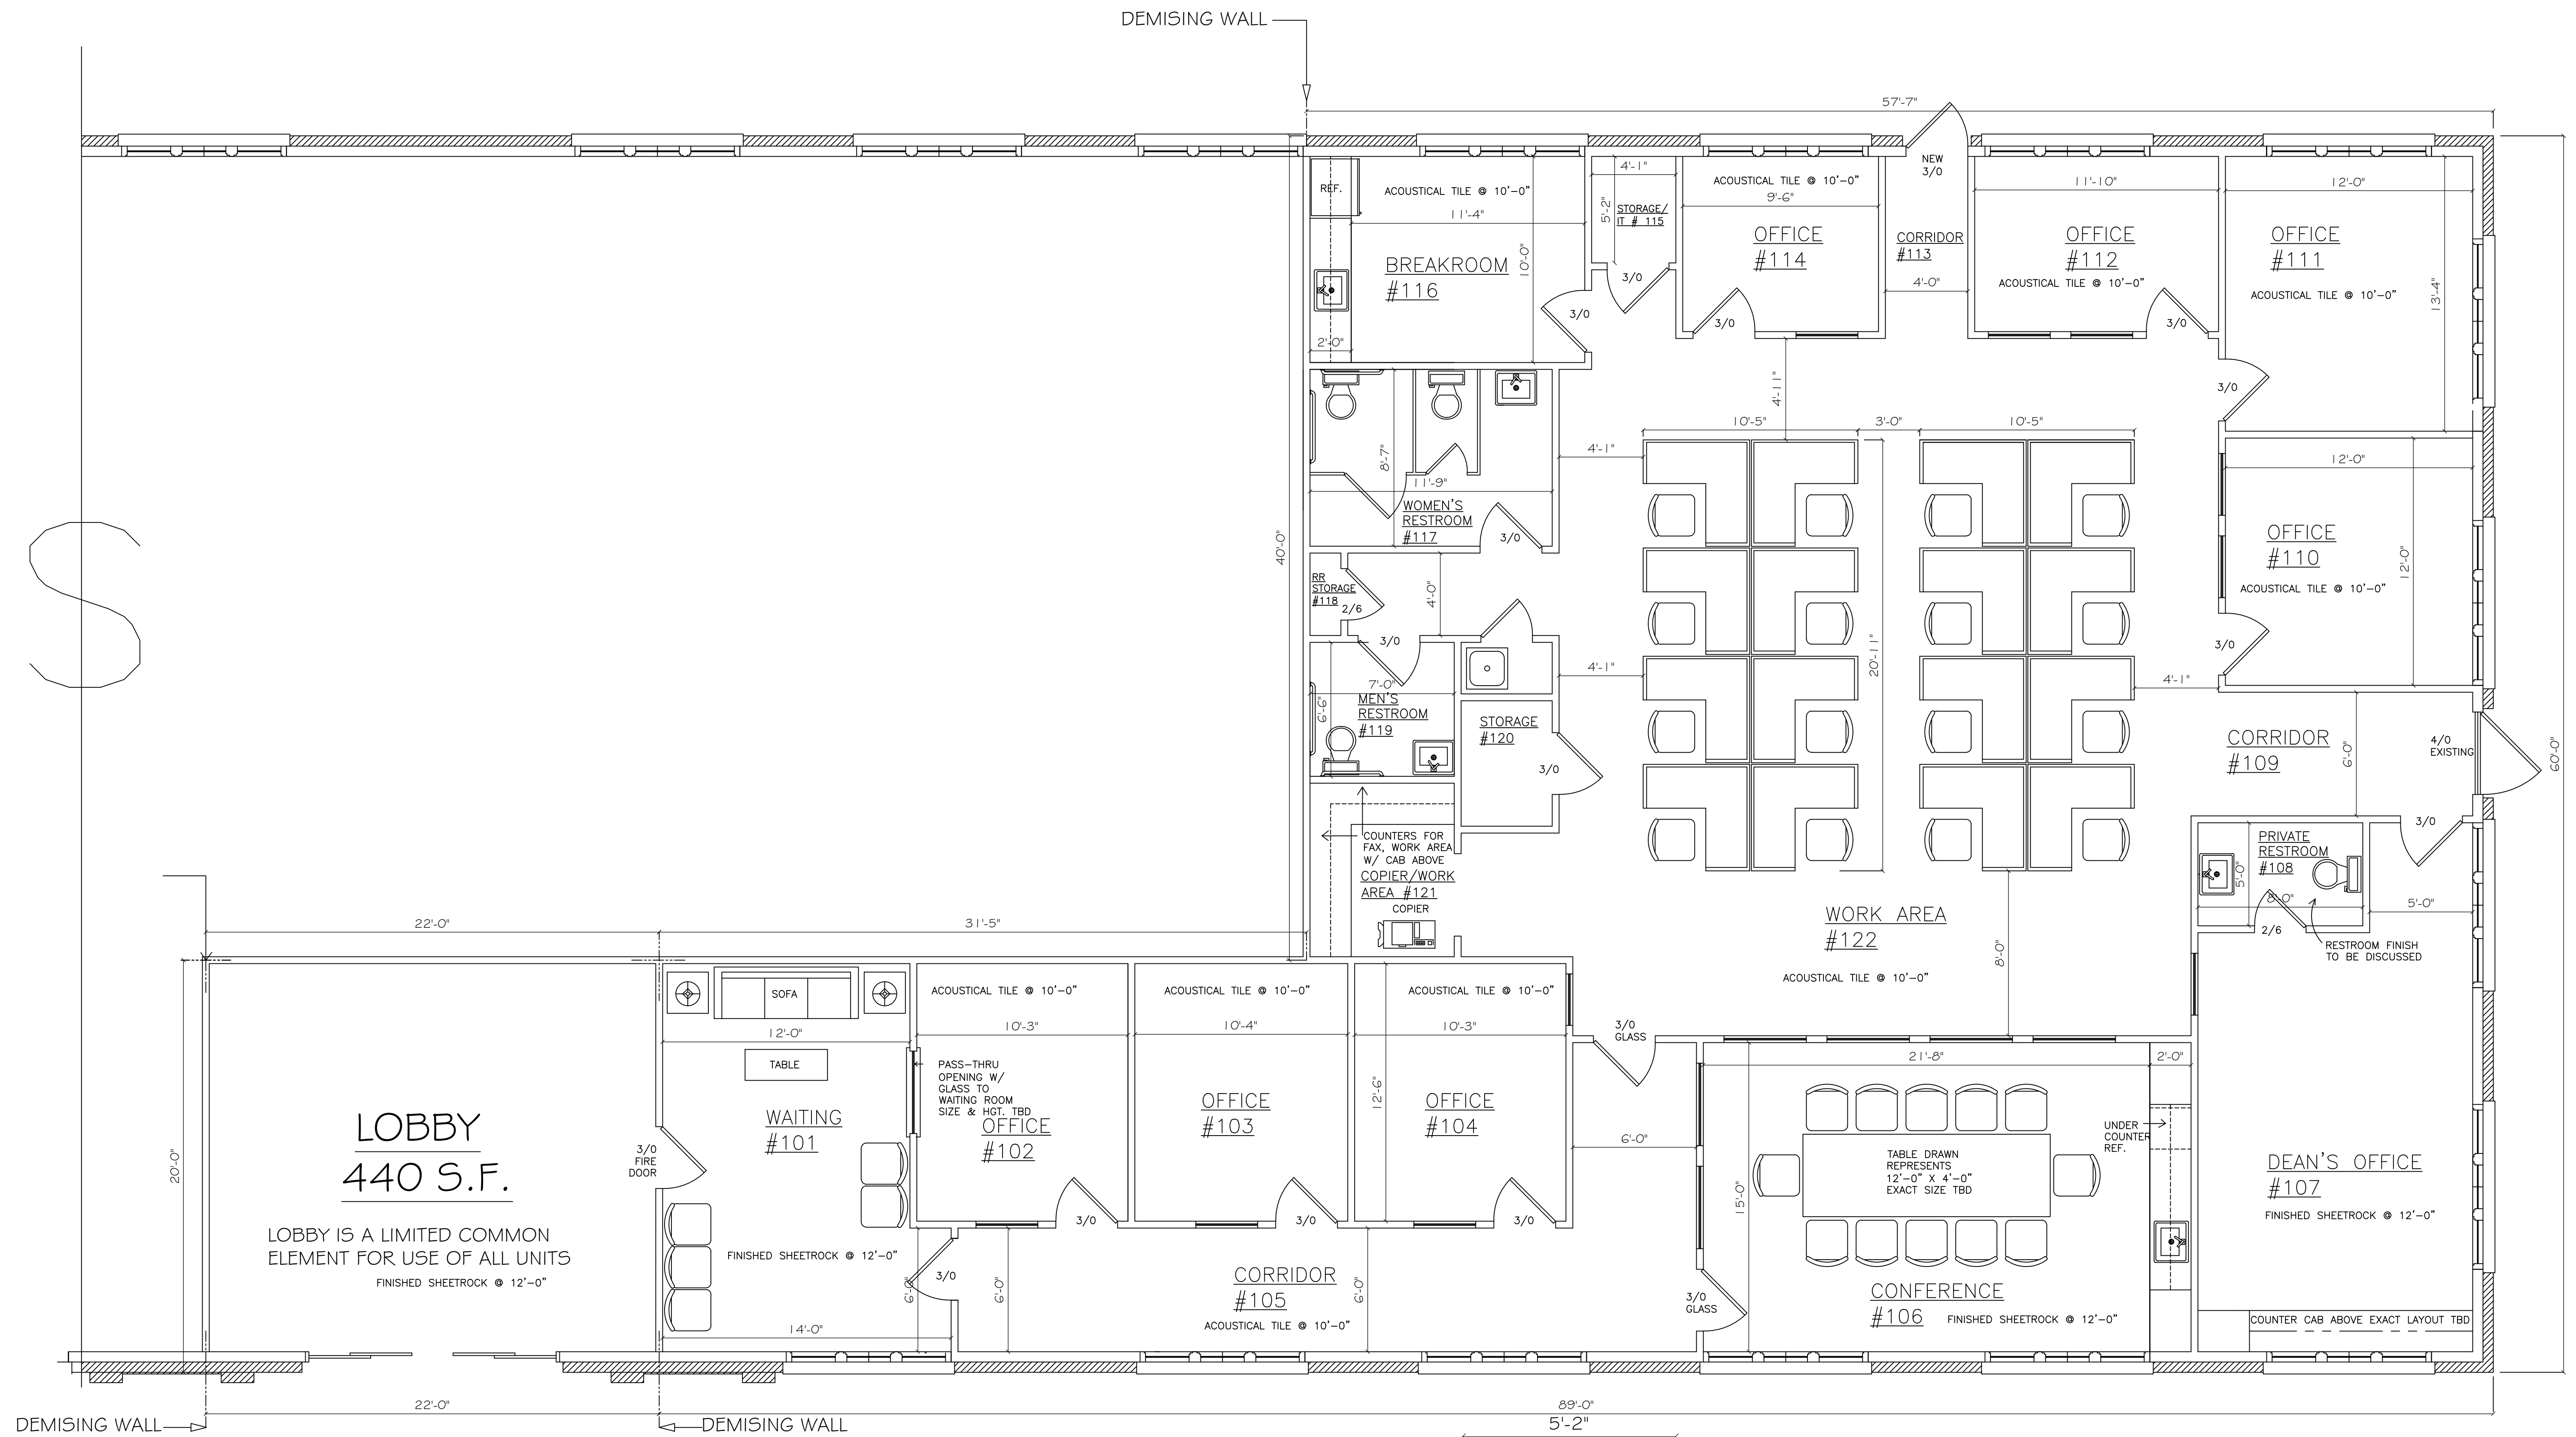 DEMISING WALL
57'-7"
NEW
3/0
REF.
ACOUSTICAL TILE @ 10'-0"
11'-4"
10'-0"
BREAKROOM
#116
2'-0"
3/0
4'-1"
5'-2"
STORAGE/
IT # 115
3/0
ACOUSTICAL TILE @ 10'-0"
9'-6"
OFFICE
#114
3/0
CORRIDOR
#113
4'-0"
11'-10"
OFFICE
#112
ACOUSTICAL TILE @ 10'-0"
3/0
12'-0"
OFFICE
#111
ACOUSTICAL TILE @ 10'-0"
13'-4"
3/0
4'-11"
10'-5"
3'-0"
10'-5"
4'-1"
8'-7"
11'-9"
WOMEN'S
RESTROOM
#117
3/0
40'-0"
S
12'-0"
OFFICE
#110
ACOUSTICAL TILE @ 10'-0"
12'-0"
3/0
RR
STORAGE
#118
2/6
4'-0"
3/0
4'-1"
20'-11"
4'-1"
7'-0"
6'-6"
MEN'S
RESTROOM
#119
STORAGE
#120
3/0
CORRIDOR
#109
6'-0"
4/0
EXISTING
60'-0"
3/0
COUNTERS FOR
FAX, WORK AREA
W/ CAB ABOVE
COPIER/WORK
AREA #121
COPIER
PRIVATE
RESTROOM
#108
5'-0"
8'-0"
2/6
5'-0"
RESTROOM FINISH
TO BE DISCUSSED
WORK AREA
#122
ACOUSTICAL TILE @ 10'-0"
8'-0"
22'-0"
31'-5"
20'-0"
LOBBY
440 S.F.
LOBBY IS A LIMITED COMMON
ELEMENT FOR USE OF ALL UNITS
FINISHED SHEETROCK @ 12'-0"
3/0
FIRE
DOOR
SOFA
12'-0"
TABLE
WAITING
#101
FINISHED SHEETROCK @ 12'-0"
14'-0"
6'-0"
3/0
ACOUSTICAL TILE @ 10'-0"
10'-3"
PASS-THRU
OPENING W/
GLASS TO
WAITING ROOM
SIZE & HGT. TBD
OFFICE
#102
3/0
ACOUSTICAL TILE @ 10'-0"
10'-4"
OFFICE
#103
3/0
ACOUSTICAL TILE @ 10'-0"
10'-3"
12'-6"
OFFICE
#104
3/0
6'-0"
CORRIDOR
#105
ACOUSTICAL TILE @ 10'-0"
6'-0"
3/0
GLASS
6'-0"
3/0
GLASS
21'-8"
2'-0"
15'-0"
TABLE DRAWN
REPRESENTS
12'-0" X 4'-0"
EXACT SIZE TBD
UNDER
COUNTER
REF.
CONFERENCE
#106
FINISHED SHEETROCK @ 12'-0"
DEAN'S OFFICE
#107
FINISHED SHEETROCK @ 12'-0"
COUNTER CAB ABOVE EXACT LAYOUT TBD
22'-0"
89'-0"
DEMISING WALL
DEMISING WALL
5'-2"